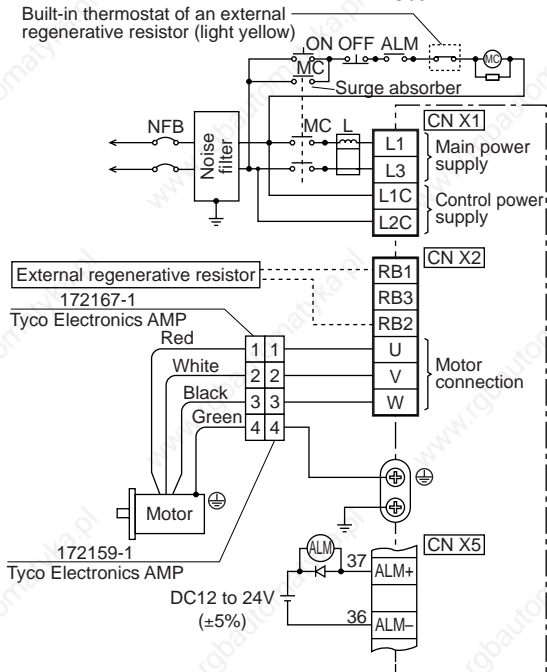 Built-in thermostat of an external
regenerative resistor (light yellow)
ON OFF ALM
MC
MC
Surge absorber
NFB
Noise
filter
MC L
CN X1
L1
L3
L1C
L2C
Main power
supply
Control power
supply
CN X2
External regenerative resistor
RB1
RB3
RB2
U
V
W
Motor
connection
172167-1
Tyco Electronics AMP
Red
White
Black
Green
1 1
2 2
3 3
4 4
Motor
172159-1
Tyco Electronics AMP
CN X5
ALM
37
ALM+
DC12 to 24V
(±5%)
36
ALM–
www.rgbautomatyka.pl